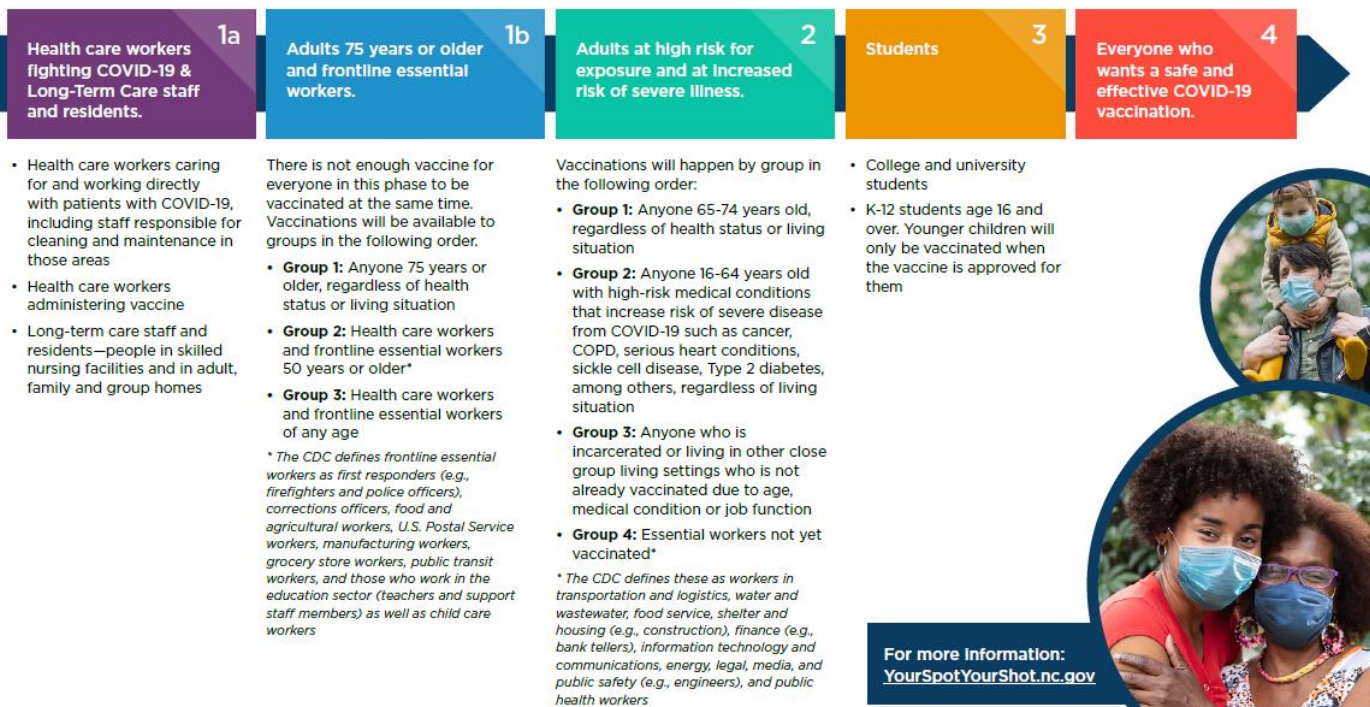 1a
Health care workers
fighting COVID-19 &
Long-Term Care staff
and residents.
• Health care workers caring
for and working directly
with patients with COVID-19,
including staff responsible for
cleaning and maintenance in
those areas
• Health care workers
administering vaccine
• Long-term care staff and
residents—people in skilled
nursing facilities and in adult,
family and group homes
1b
Adults 75 years or older
and frontline essential
workers.
There is not enough vaccine for
everyone in this phase to be
vaccinated at the same time.
Vaccinations will be available to
groups in the following order.
• Group 1: Anyone 75 years or
older, regardless of health
status or living situation
• Group 2: Health care workers
and frontline essential workers
50 years or older*
• Group 3: Health care workers
and frontline essential workers
of any age
* The CDC defines frontline essential
workers as first responders (e.g.,
firefighters and police officers),
corrections officers, food and
agricultural workers, U.S. Postal Service
workers, manufacturing workers,
grocery store workers, public transit
workers, and those who work in the
education sector (teachers and support
staff members) as well as child care
workers
2
Adults at high risk for
exposure and at increased
risk of severe illness.
Vaccinations will happen by group in
the following order:
• Group 1: Anyone 65-74 years old,
regardless of health status or living
situation
• Group 2: Anyone 16-64 years old
with high-risk medical conditions
that increase risk of severe disease
from COVID-19 such as cancer,
COPD, serious heart conditions,
sickle cell disease, Type 2 diabetes,
among others, regardless of living
situation
• Group 3: Anyone who is
incarcerated or living in other close
group living settings who is not
already vaccinated due to age,
medical condition or job function
• Group 4: Essential workers not yet
vaccinated*
* The CDC defines these as workers in
transportation and logistics, water and
wastewater, food service, shelter and
housing (e.g., construction), finance (e.g.,
bank tellers), information technology and
communications, energy, legal, media, and
public safety (e.g., engineers), and public
health workers
3
Students
• College and university
students
• K-12 students age 16 and
over. Younger children will
only be vaccinated when
the vaccine is approved for
them
4
Everyone who
wants a safe and
effective COVID-19
vaccination.
For more information:
YourSpotYourShot.nc.gov